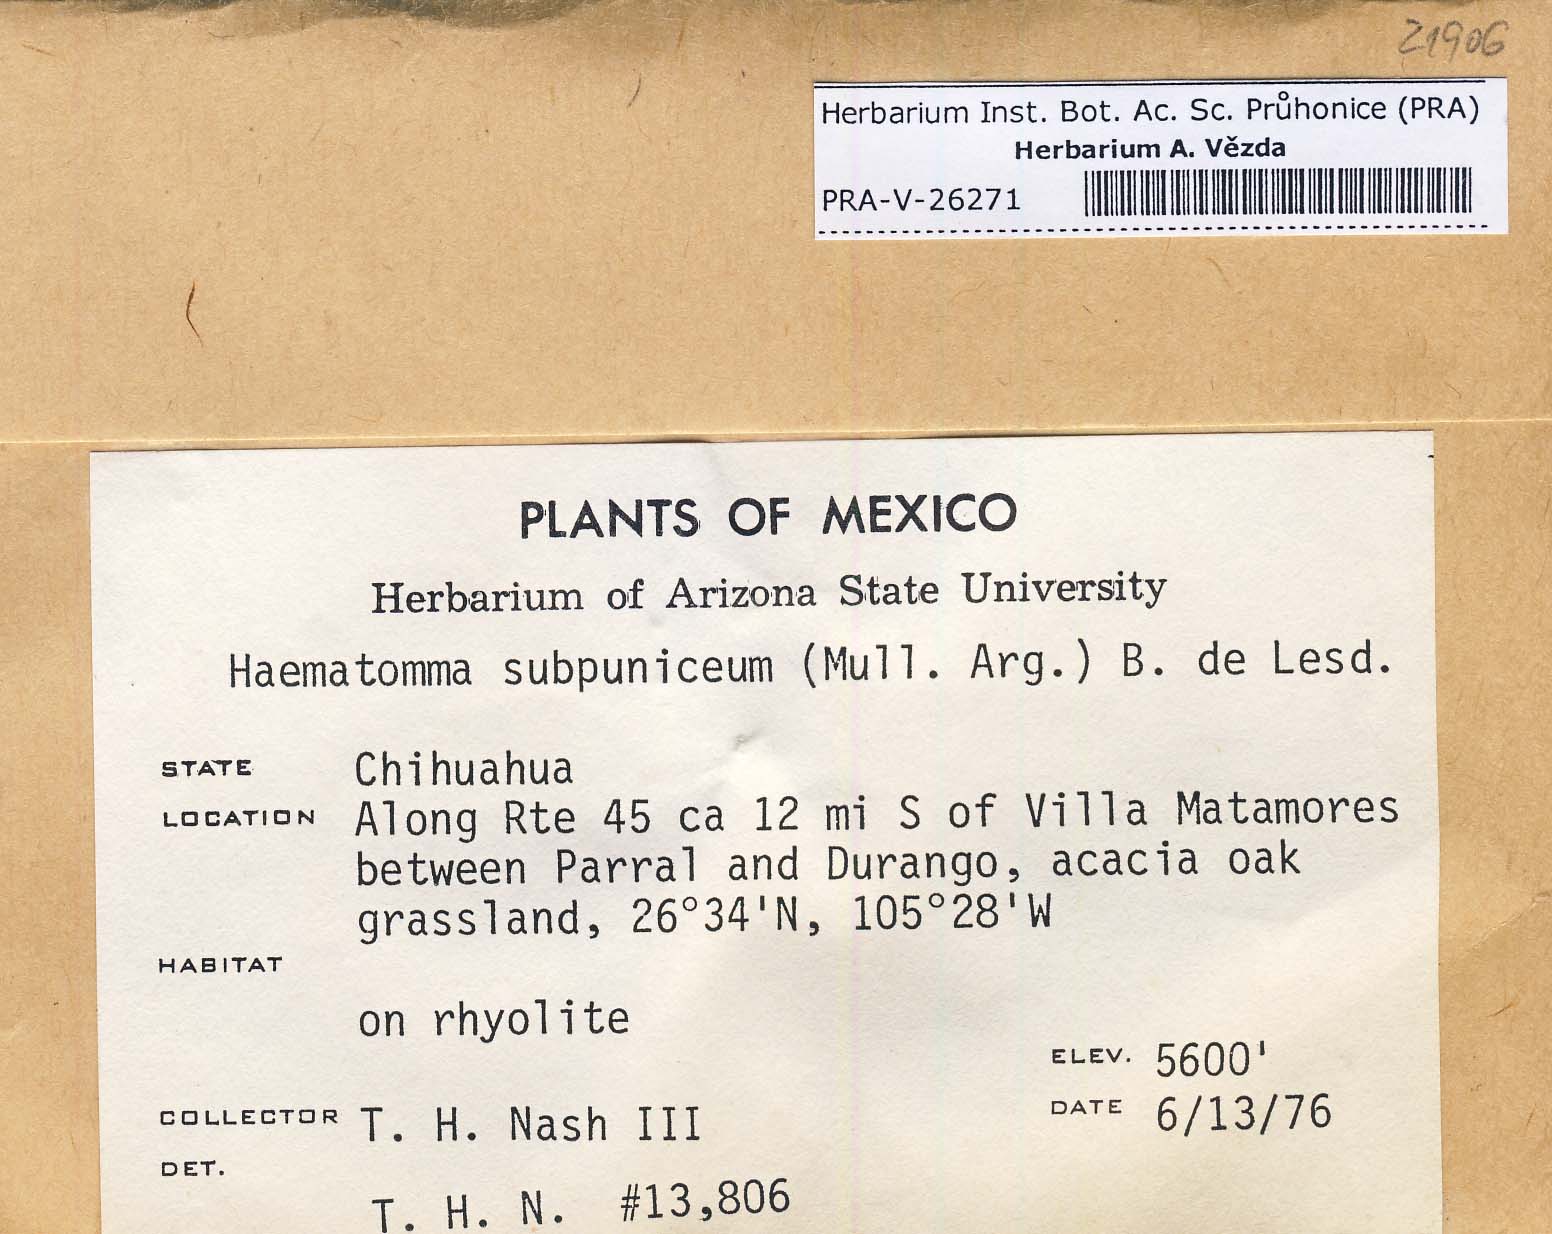 21906
Herbarium Inst. Bot. Ac. Sc. Průhonice (PRA)
Herbarium A. Vězda
PRA-V-26271
PLANTS OF MEXICO
Herbarium of Arizona State University
Haematomma subpuniceum (Mull. Arg.) B. de Lesd.
STATE Chihuahua
LOCATION Along Rte 45 ca 12 mi S of Villa Matamores
between Parral and Durango, acacia oak
grassland, 26°34'N, 105°28'W
HABITAT
on rhyolite
ELEV. 5600'
COLLECTOR T. H. Nash III
DATE 6/13/76
DET.
T. H. N. #13,806